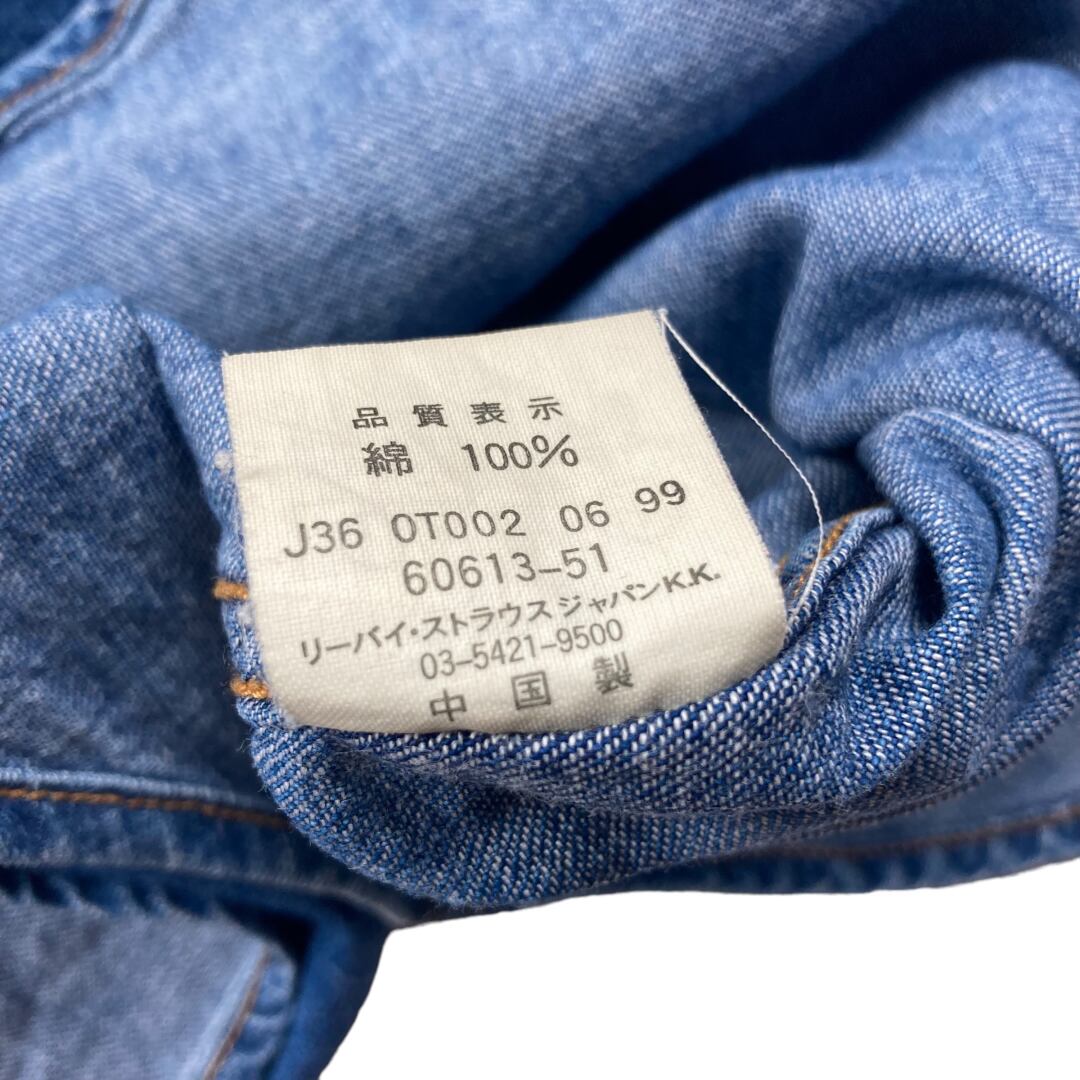 品質表示
綿 100%
J36 0T002 06 99
60613-51
リーバイ・ストラウスジャパンK.K.
03-5421-9500
中国製